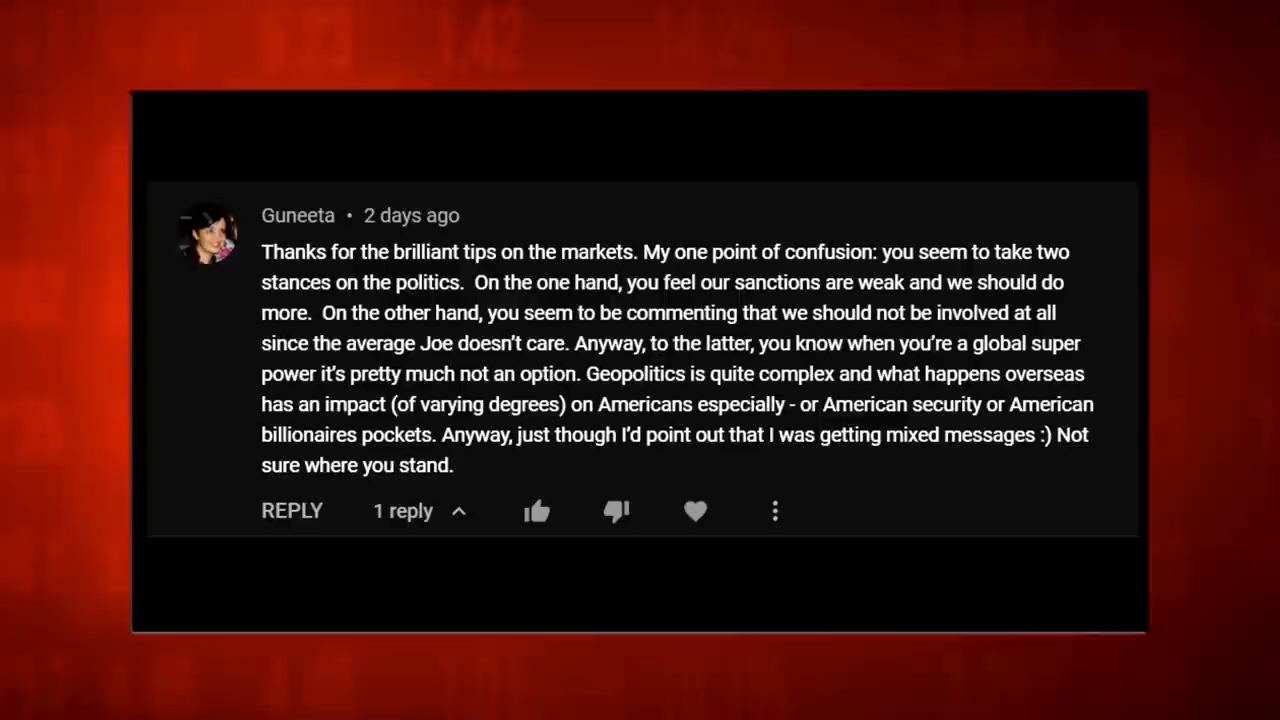 Guneeta • 2 days ago
Thanks for the brilliant tips on the markets. My one point of confusion: you seem to take two
stances on the politics.  On the one hand, you feel our sanctions are weak and we should do
more.  On the other hand, you seem to be commenting that we should not be involved at all
since the average Joe doesn't care. Anyway, to the latter, you know when you're a global super
power it's pretty much not an option. Geopolitics is quite complex and what happens overseas
has an impact (of varying degrees) on Americans especially - or American security or American
billionaires pockets. Anyway, just though I'd point out that I was getting mixed messages :) Not
sure where you stand.
REPLY 1 reply